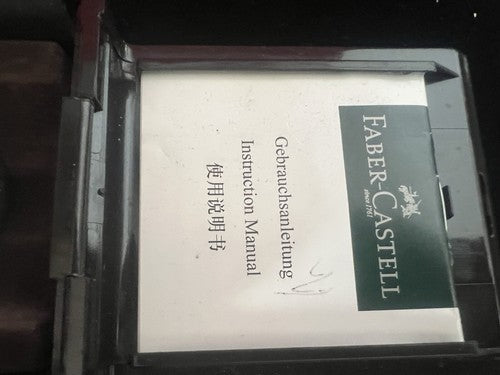 FABER-CASTELL
since 1761
Gebrauchsanleitung
Instruction Manual
使用说明书